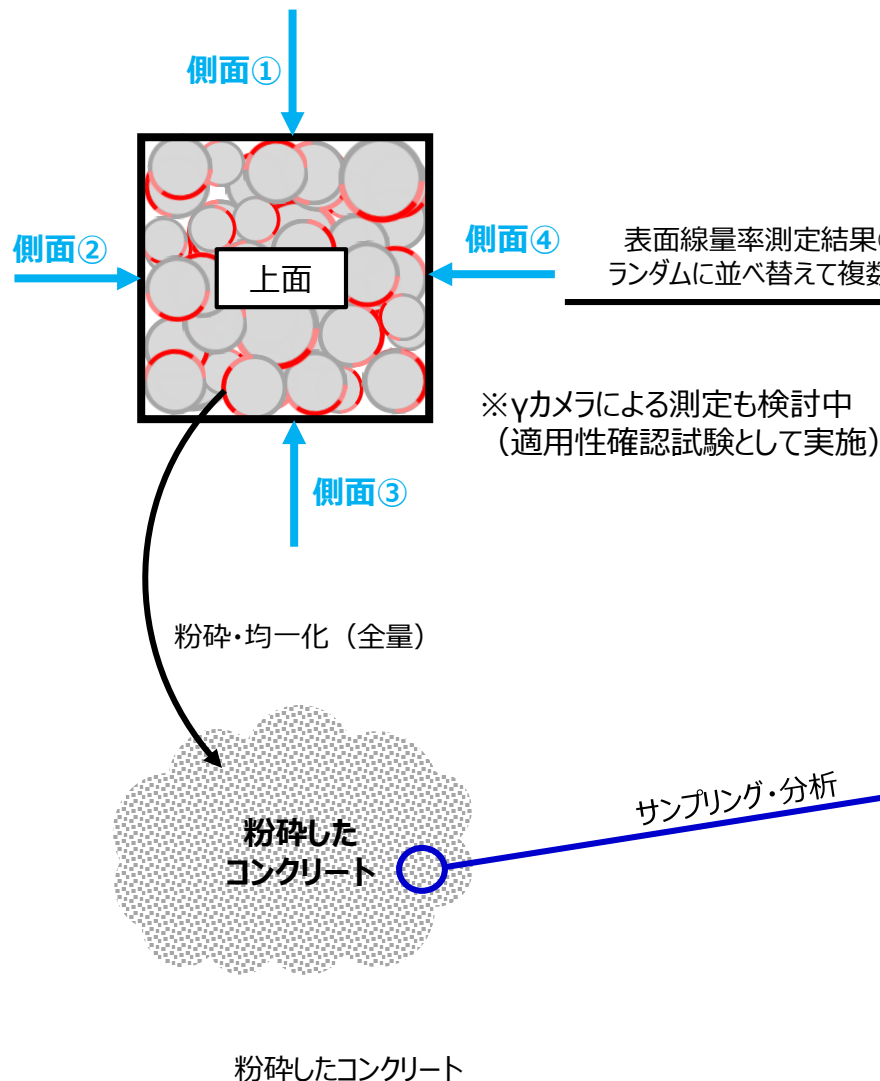 側面①
側面②
側面④
上面
表面線量率測定結果
ランダムに並べ替えて複数
※γカメラによる測定も検討中
（適用性確認試験として実施）
側面③
粉砕・均一化（全量）
サンプリング・分析
粉砕した
コンクリート
粉砕したコンクリート